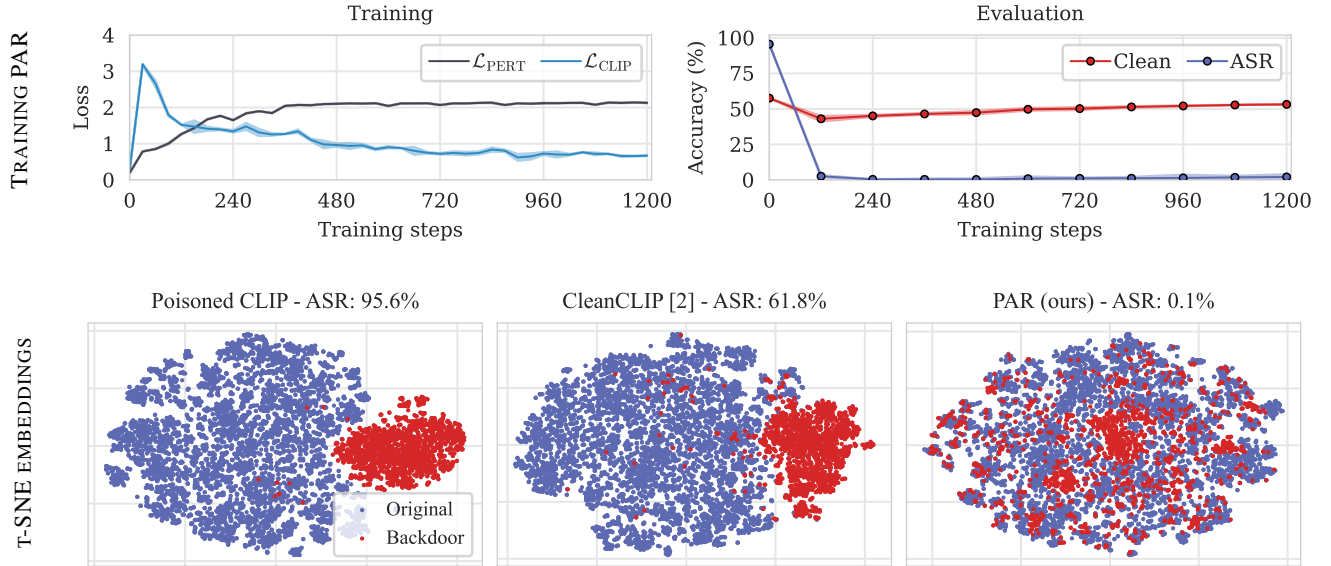 Training
Evaluation
TRAINING PAR
Loss
4
3
2
1
0
ℒPERT
ℒCLIP
0 240 480 720 960 1200
Training steps
Accuracy (%)
100
75
50
25
0
Clean
ASR
0 240 480 720 960 1200
Training steps
T-SNE EMBEDDINGS
Poisoned CLIP - ASR: 95.6%
CleanCLIP [2] - ASR: 61.8%
PAR (ours) - ASR: 0.1%
Original
Backdoor